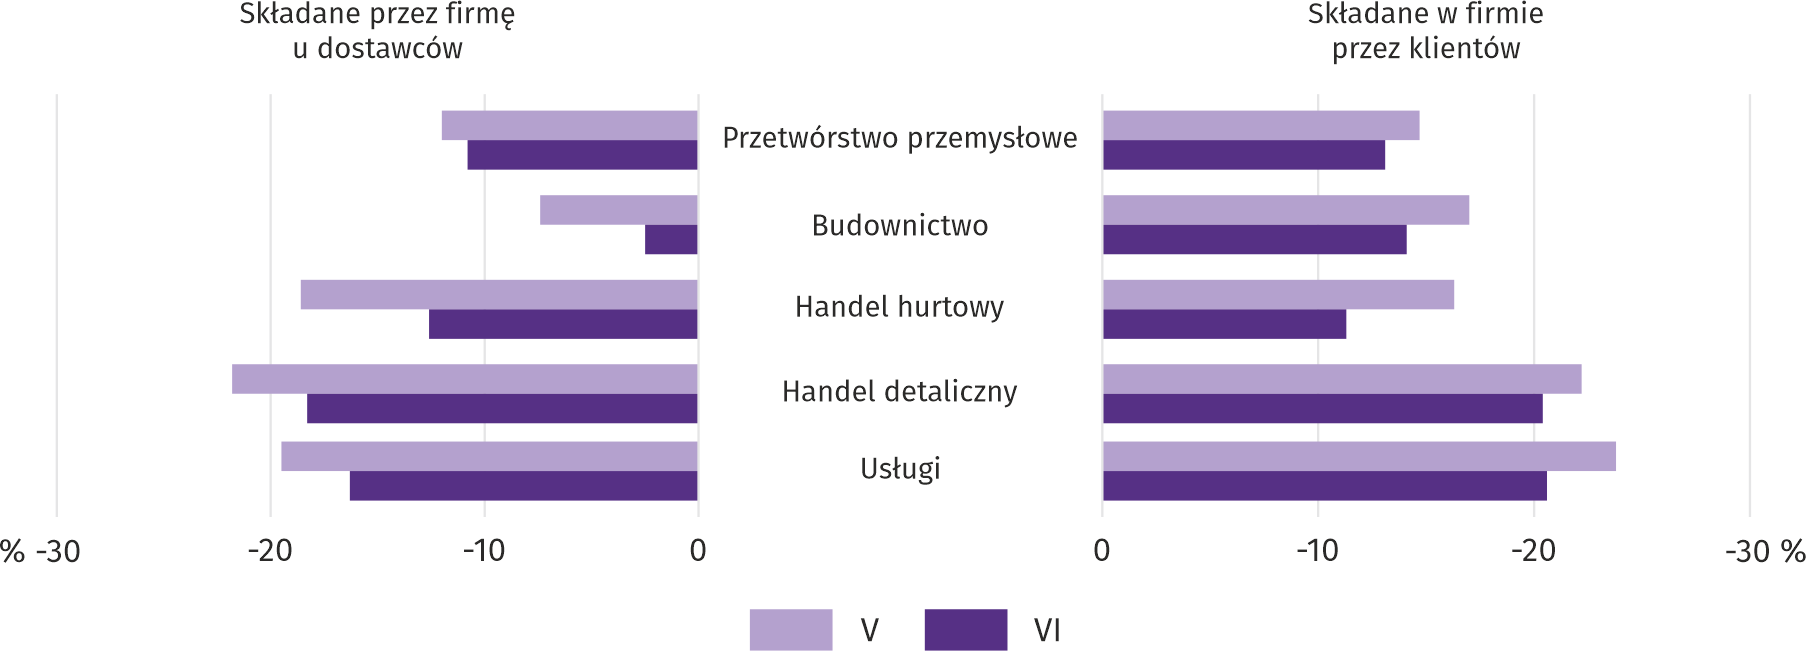 Składane przez firmę
u dostawców
Składane w firmie
przez klientów
Przetwórstwo przemysłowe
Budownictwo
Handel hurtowy
Handel detaliczny
Usługi
% -30 -20 -10 0
0 -10 -20 -30 %
V VI